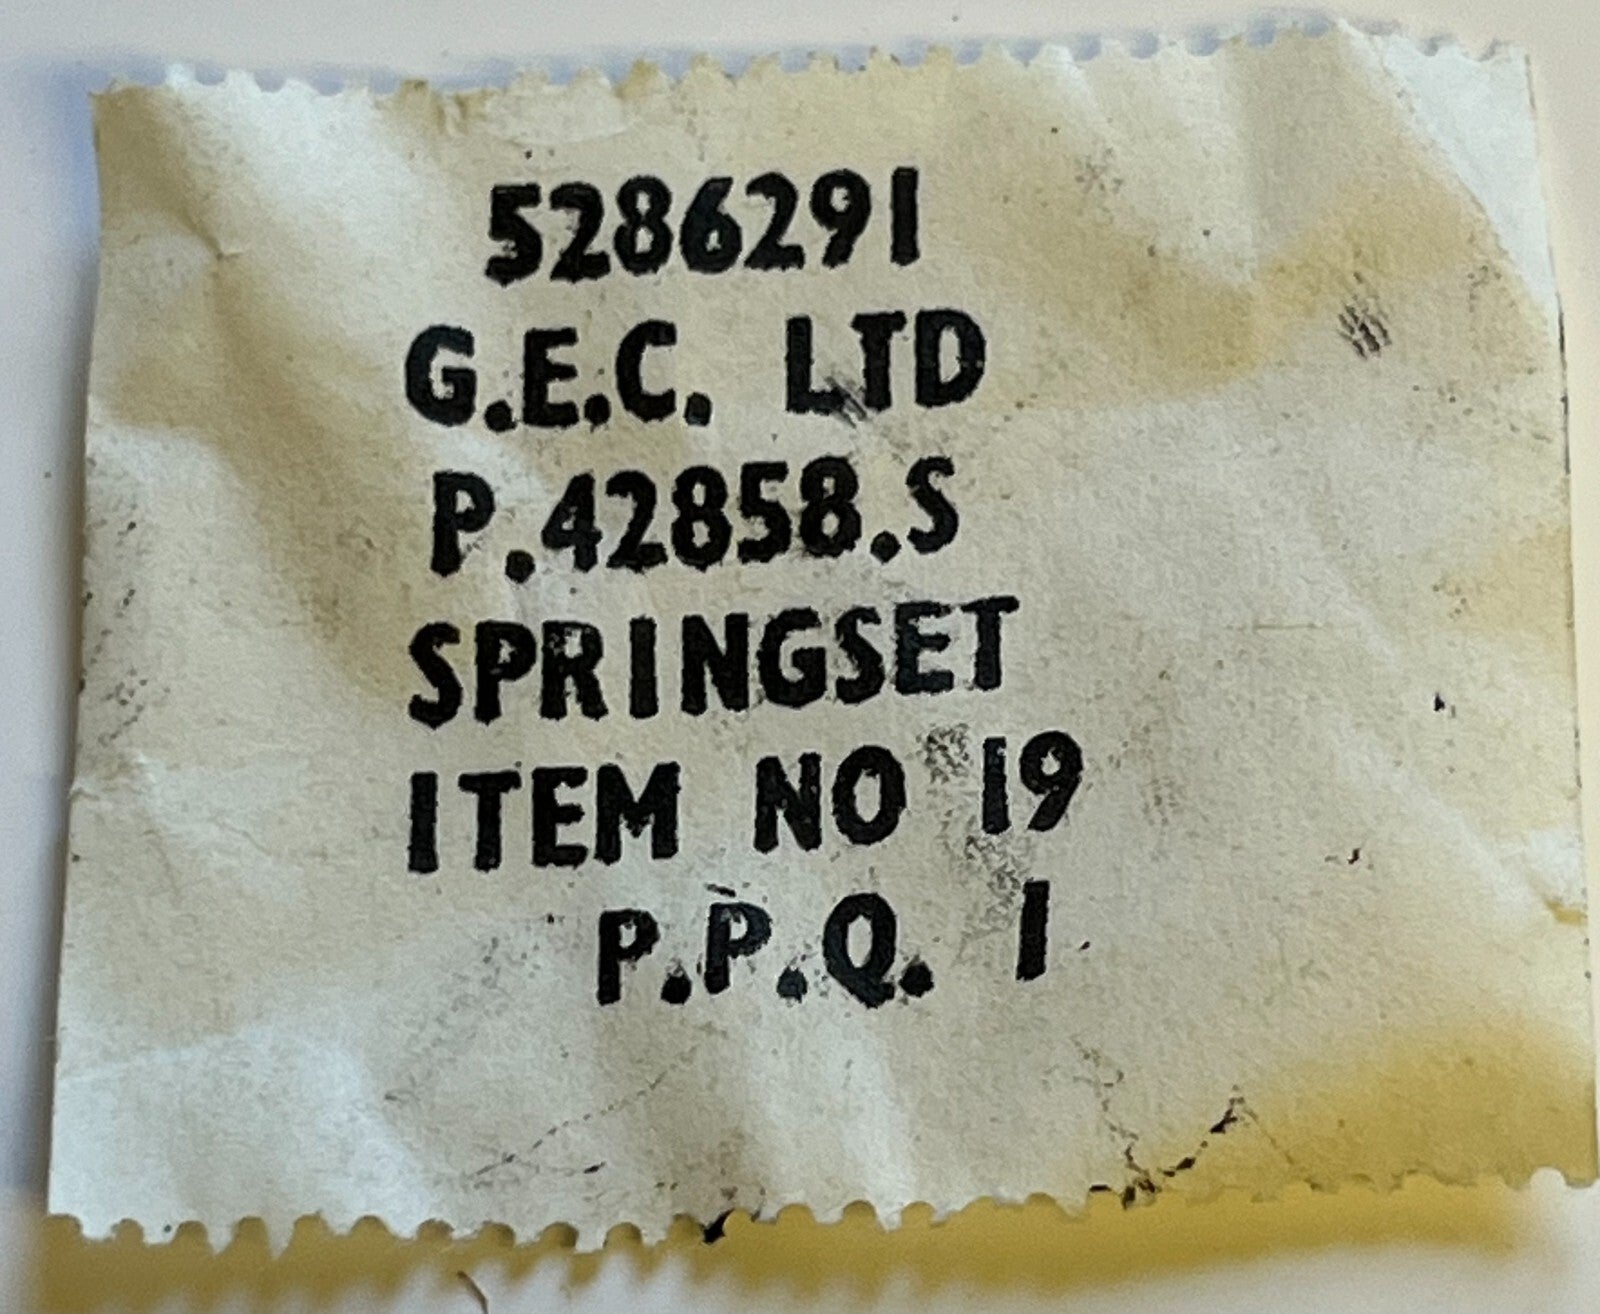 5286291
G.E.C. LTD
P.42858.S
SPRINGSET
ITEM NO 19
P.P.Q. 1